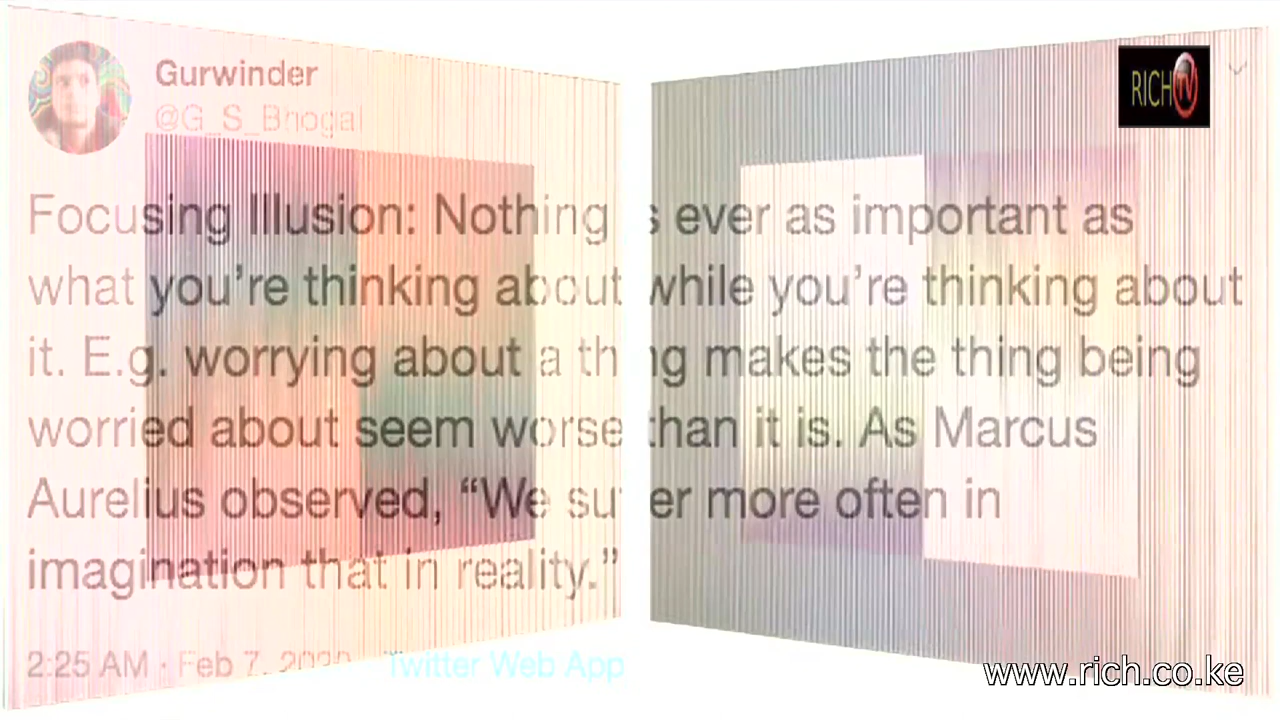 Gurwinder
@G_S_Bhogal
RICH TV
Focusing Illusion: Nothing is ever as important as
what you're thinking about while you're thinking about
it. E.g. worrying about a thing makes the thing being
worried about seem worse than it is. As Marcus
Aurelius observed, “We suffer more often in
imagination that in reality.”
2:25 AM · Feb 7, 2020 Twitter Web App
www.rich.co.ke